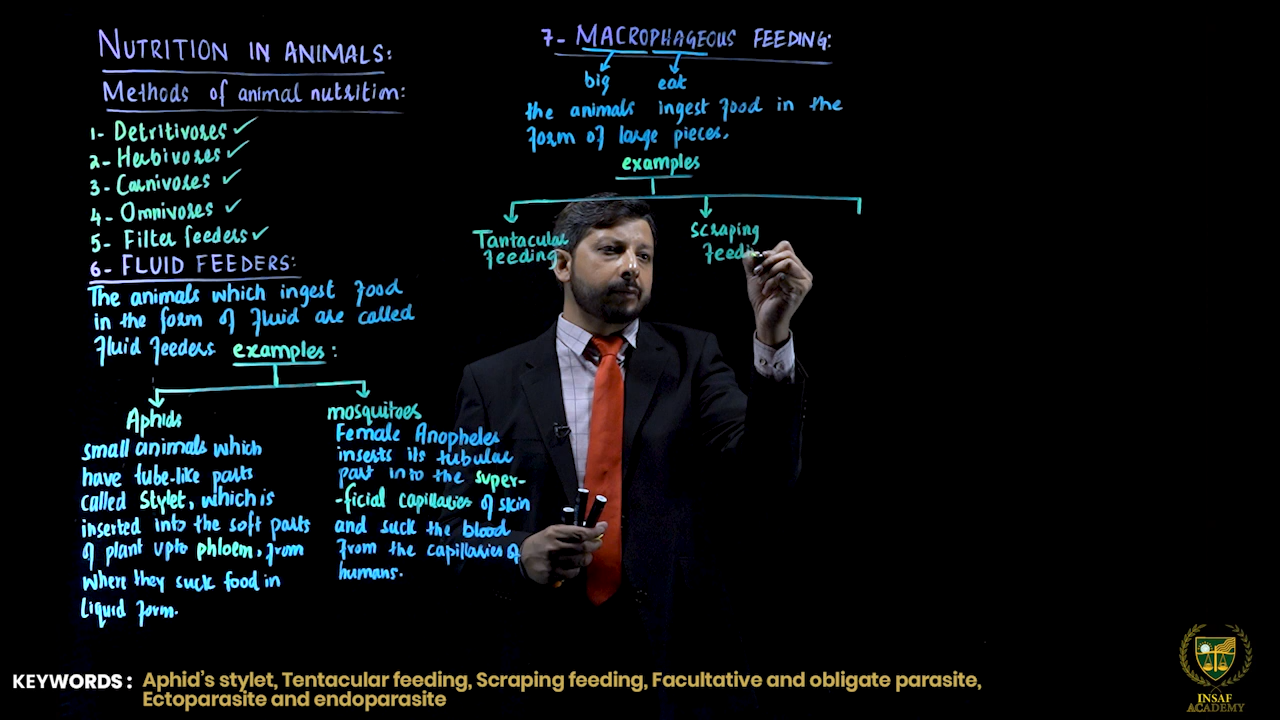 NUTRITION IN ANIMALS:
Methods of animal nutrition:
1- Detritivores ✓
2- Herbivores ✓
3- Carnivores ✓
4- Omnivores ✓
5- Filter feeders ✓
6- FLUID FEEDERS:
The animals which ingest food
in the form of fluid are called
fluid feeders examples:
Aphids
small animals which
have tube-like parts
called Stylet, which is
inserted into the soft parts
of plant upto phloem, from
where they suck food in
liquid form.
mosquitoes
Female Anopheles
inserts its tubular
part into the super-
-ficial capillaries of skin
and suck the blood
from the capillaries of
humans.
7- MACROPHAGEOUS FEEDING:
big eat
the animals ingest food in the
form of large pieces.
examples
Tantacular
feeding
Scraping
KEYWORDS: Aphid's stylet, Tentacular feeding, Scraping feeding, Facultative and obligate parasite,
Ectoparasite and endoparasite
INSAF
ACADEMY